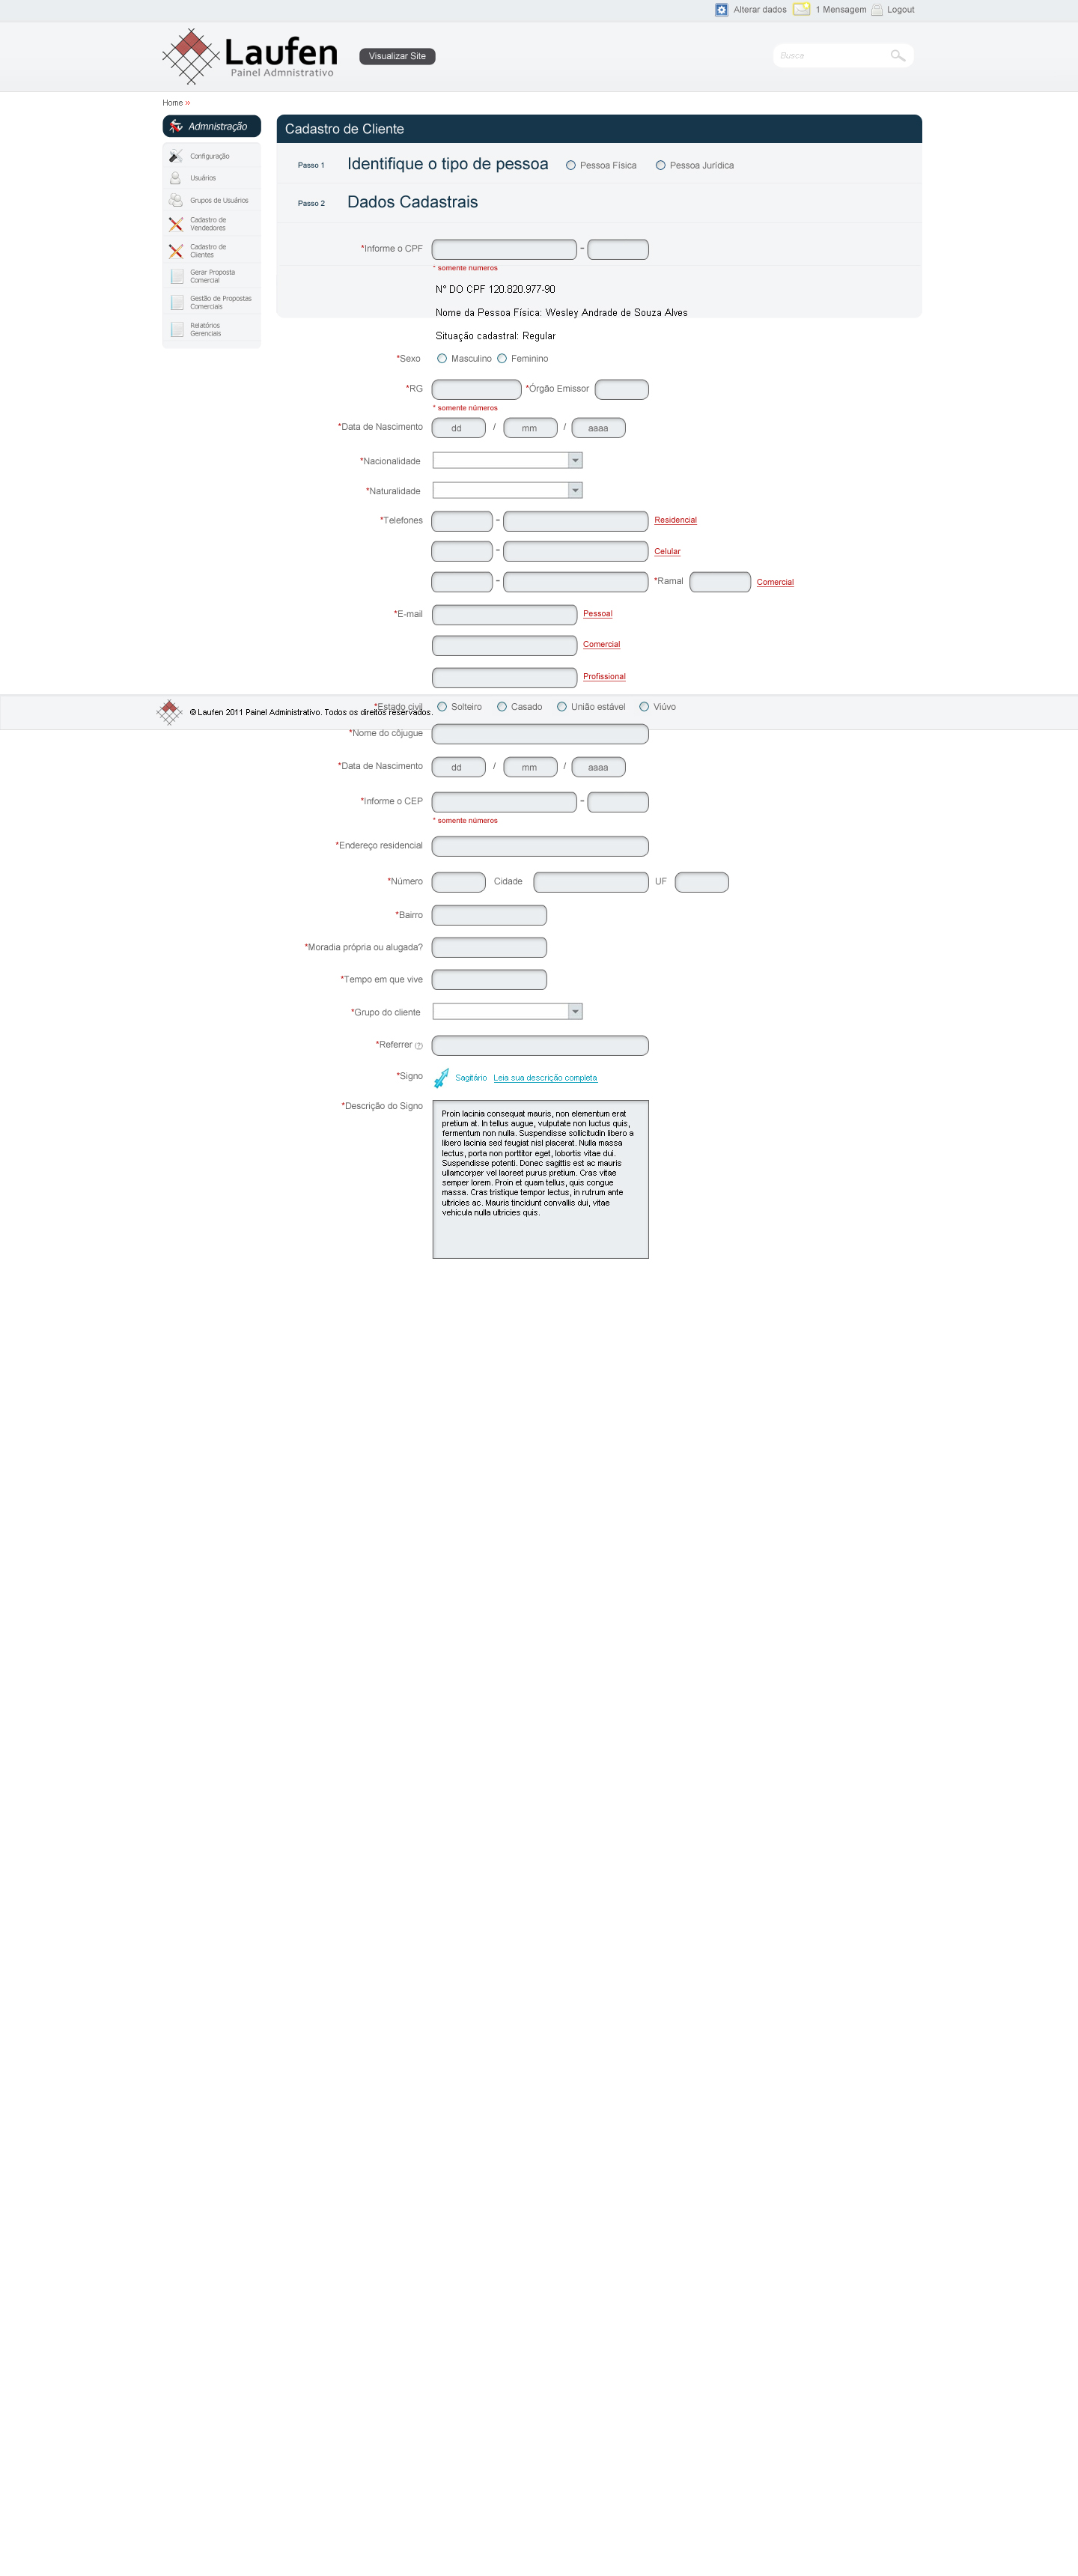 Alterar dados 1 Mensagem Logout
Laufen
Painel Admnistrativo
Visualizar Site
Busca
Home »
Admnistração
Configuração
Usuários
Grupos de Usuários
Cadastro de
Vendedores
Cadastro de
Clientes
Gerar Proposta
Comercial
Gestão de Propostas
Comerciais
Relatórios
Gerenciais
Cadastro de Cliente
Passo 1 Identifique o tipo de pessoa Pessoa Física Pessoa Jurídica
Passo 2 Dados Cadastrais
*Informe o CPF -
* somente numeros
N° DO CPF 120.820.977-90
Nome da Pessoa Física: Wesley Andrade de Souza Alves
Situação cadastral: Regular
*Sexo Masculino Feminino
*RG *Órgão Emissor
* somente números
*Data de Nascimento dd / mm / aaaa
*Nacionalidade
*Naturalidade
*Telefones - Residencial
- Celular
- *Ramal Comercial
*E-mail Pessoal
Comercial
Profissional
*Estado civil Solteiro Casado União estável Viúvo
© Laufen 2011 Painel Administrativo. Todos os direitos reservados.
*Nome do côjugue
*Data de Nascimento dd / mm / aaaa
*Informe o CEP -
* somente números
*Endereço residencial
*Número Cidade UF
*Bairro
*Moradia própria ou alugada?
*Tempo em que vive
*Grupo do cliente
*Referrer (?)
*Signo Sagitário Leia sua descrição completa
*Descrição do Signo
Proin lacinia consequat mauris, non elementum erat
pretium at. In tellus augue, vulputate non luctus quis,
fermentum non nulla. Suspendisse sollicitudin libero a
libero lacinia sed feugiat nisl placerat. Nulla massa
lectus, porta non porttitor eget, lobortis vitae dui.
Suspendisse potenti. Donec sagittis est ac mauris
ullamcorper vel laoreet purus pretium. Cras vitae
semper lorem. Proin et quam tellus, quis congue
massa. Cras tristique tempor lectus, in rutrum ante
ultricies ac. Mauris tincidunt convallis dui, vitae
vehicula nulla ultricies quis.